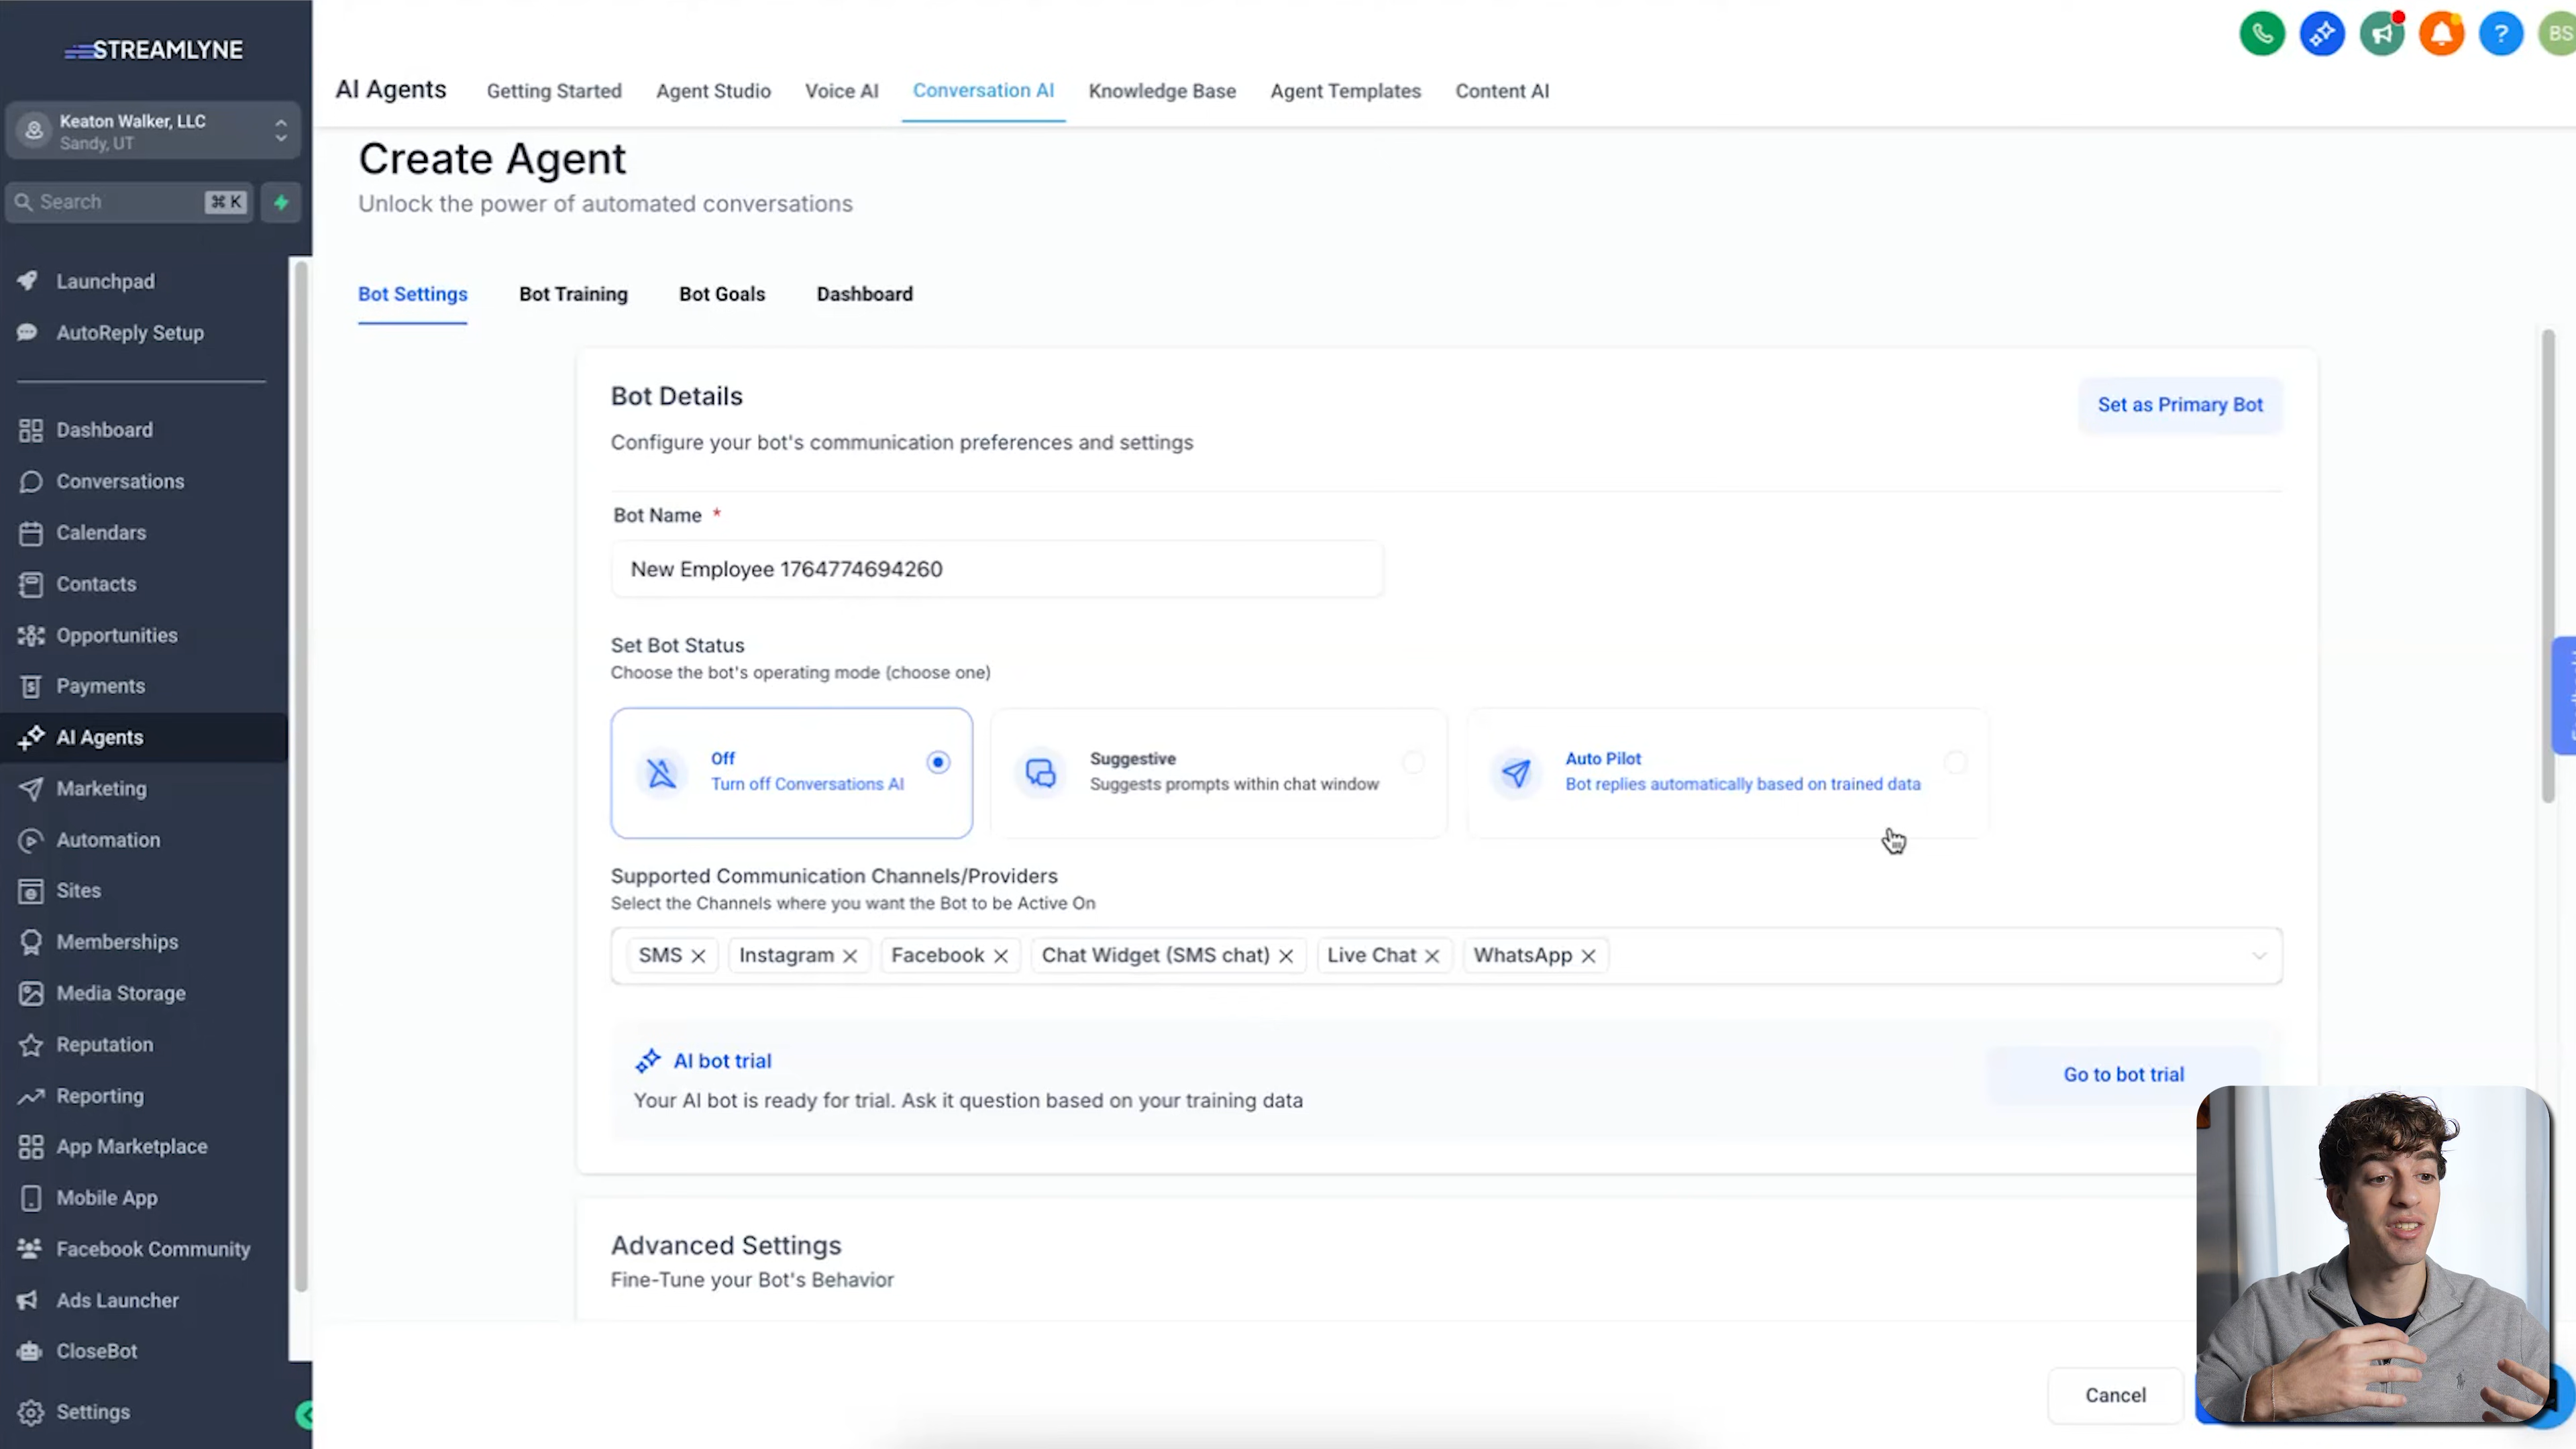 STREAMLYNE
Keaton Walker, LLC
Sandy, UT
Search
⌘ K
Launchpad
AutoReply Setup
Dashboard
Conversations
Calendars
Contacts
Opportunities
Payments
AI Agents
Marketing
Automation
Sites
Memberships
Media Storage
Reputation
Reporting
App Marketplace
Mobile App
Facebook Community
Ads Launcher
CloseBot
Settings
BS
AI Agents Getting Started Agent Studio Voice AI Conversation AI Knowledge Base Agent Templates Content AI
Create Agent
Unlock the power of automated conversations
Bot Settings Bot Training Bot Goals Dashboard
Bot Details
Set as Primary Bot
Configure your bot's communication preferences and settings
Bot Name *
New Employee 1764774694260
Set Bot Status
Choose the bot's operating mode (choose one)
Off
Turn off Conversations AI
Suggestive
Suggests prompts within chat window
Auto Pilot
Bot replies automatically based on trained data
Supported Communication Channels/Providers
Select the Channels where you want the Bot to be Active On
SMS Instagram Facebook Chat Widget (SMS chat) Live Chat WhatsApp
AI bot trial
Your AI bot is ready for trial. Ask it question based on your training data
Go to bot trial
Advanced Settings
Fine-Tune your Bot's Behavior
Cancel